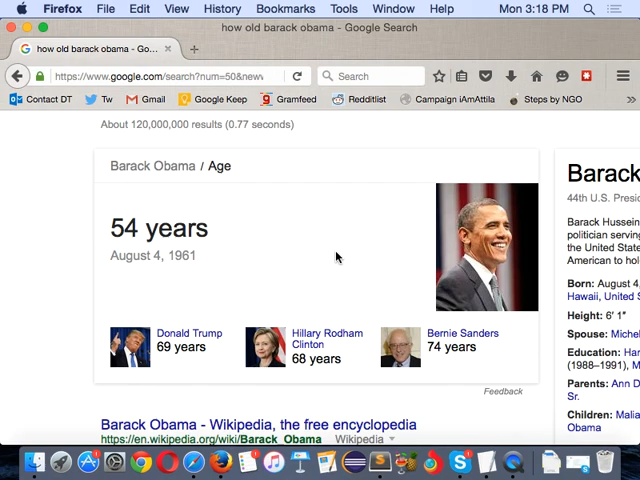 Firefox File Edit View History Bookmarks Tools Window Help Mon 3:18 PM
how old barack obama - Google Search
how old barack obama - Go...
https://www.google.com/search?num=50&new
Search
Contact DT Tw Gmail Google Keep Gramfeed Redditlist Campaign iAmAttila Steps by NGO
About 120,000,000 results (0.77 seconds)
Barack Obama / Age
54 years
August 4, 1961
Donald Trump
69 years
Hillary Rodham
Clinton
68 years
Bernie Sanders
74 years
Feedback
Barack Obama - Wikipedia, the free encyclopedia
https://en.wikipedia.org/wiki/Barack_Obama Wikipedia
Barack
44th U.S. Presi
Barack Hussein
politician serving
the United State
American to hol
Born: August 4,
Hawaii, United S
Height: 6′ 1″
Spouse: Michel
Education: Har
(1988–1991), M
Parents: Ann D
Sr.
Children: Malia
Obama